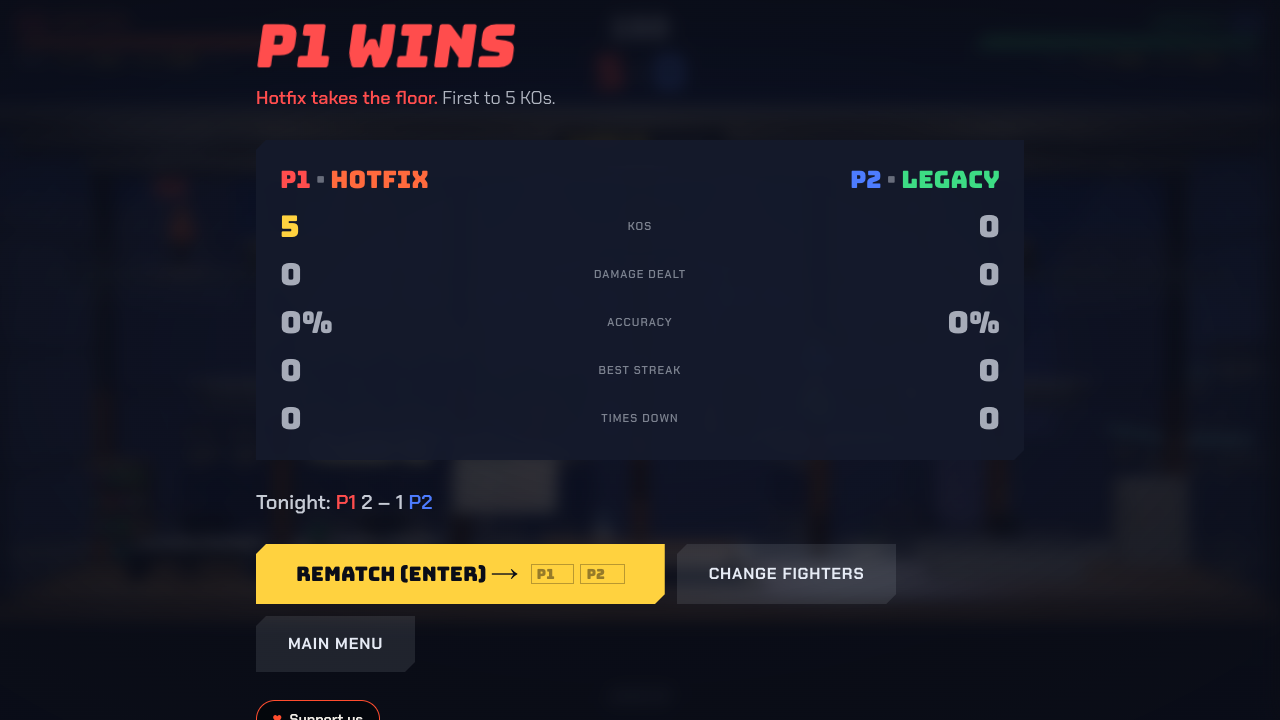 P1 WINS
Hotfix takes the floor. First to 5 KOs.
P1 ▪ HOTFIX P2 ▪ LEGACY
5 KOS 0
0 DAMAGE DEALT 0
0% ACCURACY 0%
0 BEST STREAK 0
0 TIMES DOWN 0
Tonight: P1 2 – 1 P2
REMATCH (ENTER) → P1 P2 CHANGE FIGHTERS
MAIN MENU
♥ Support us